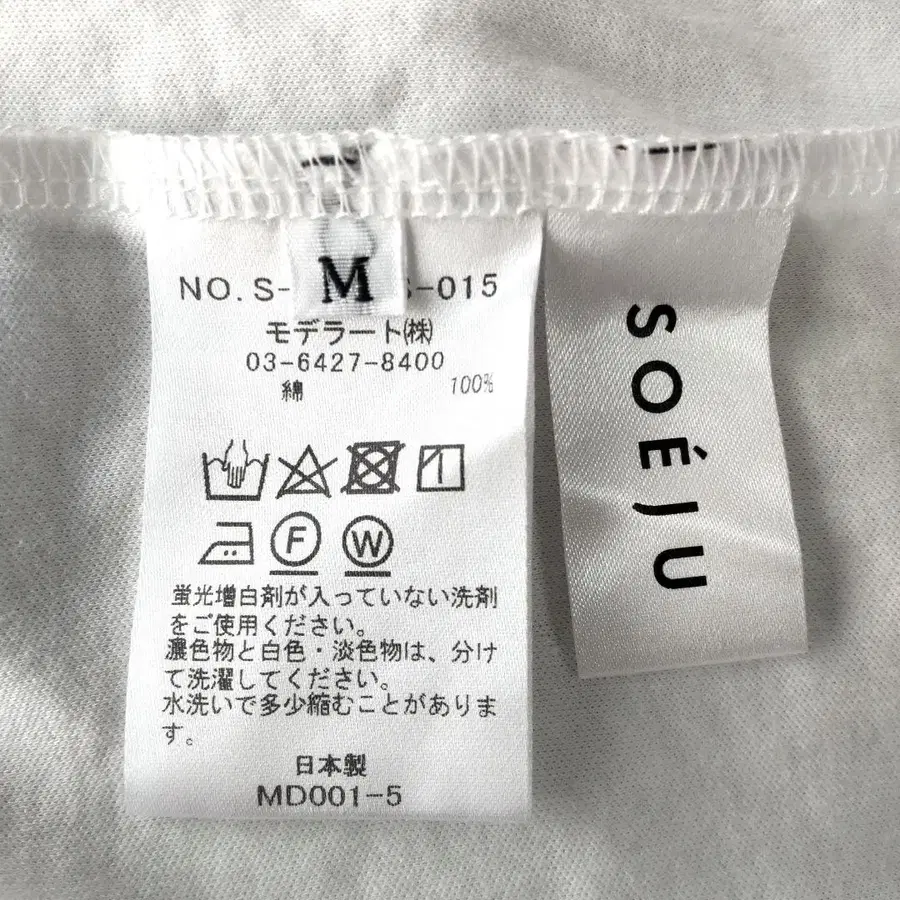 NO.S-
M
S-015
モデラート㈱
03-6427-8400
綿 100%
F W
蛍光増白剤が入っていない洗剤
をご使用ください。
濃色物と白色・淡色物は、分け
て洗濯してください。
水洗いで多少縮むことがありま
す。
日本製
MD001-5
SOÉJU